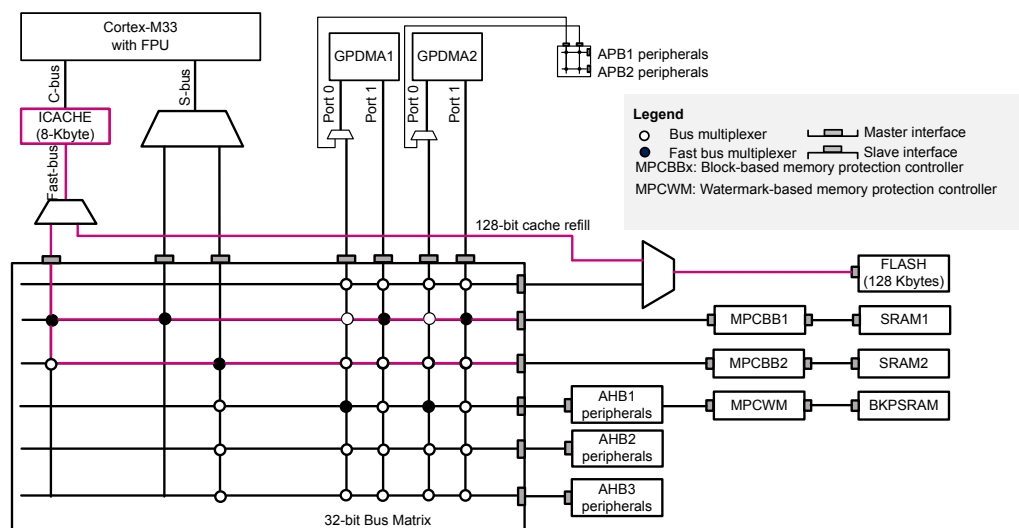 Cortex-M33
with FPU
C-bus
S-bus
ICACHE
(8-Kbyte)
Fast-bus
GPDMA1
GPDMA2
Port 0
Port 1
Port 0
Port 1
APB1 peripherals
APB2 peripherals
Legend
Bus multiplexer
Master interface
Fast bus multiplexer
Slave interface
MPCBBx: Block-based memory protection controller
MPCWM: Watermark-based memory protection controller
128-bit cache refill
FLASH
(128 Kbytes)
MPCBB1
SRAM1
MPCBB2
SRAM2
AHB1
peripherals
MPCWM
BKPSRAM
AHB2
peripherals
AHB3
peripherals
32-bit Bus Matrix